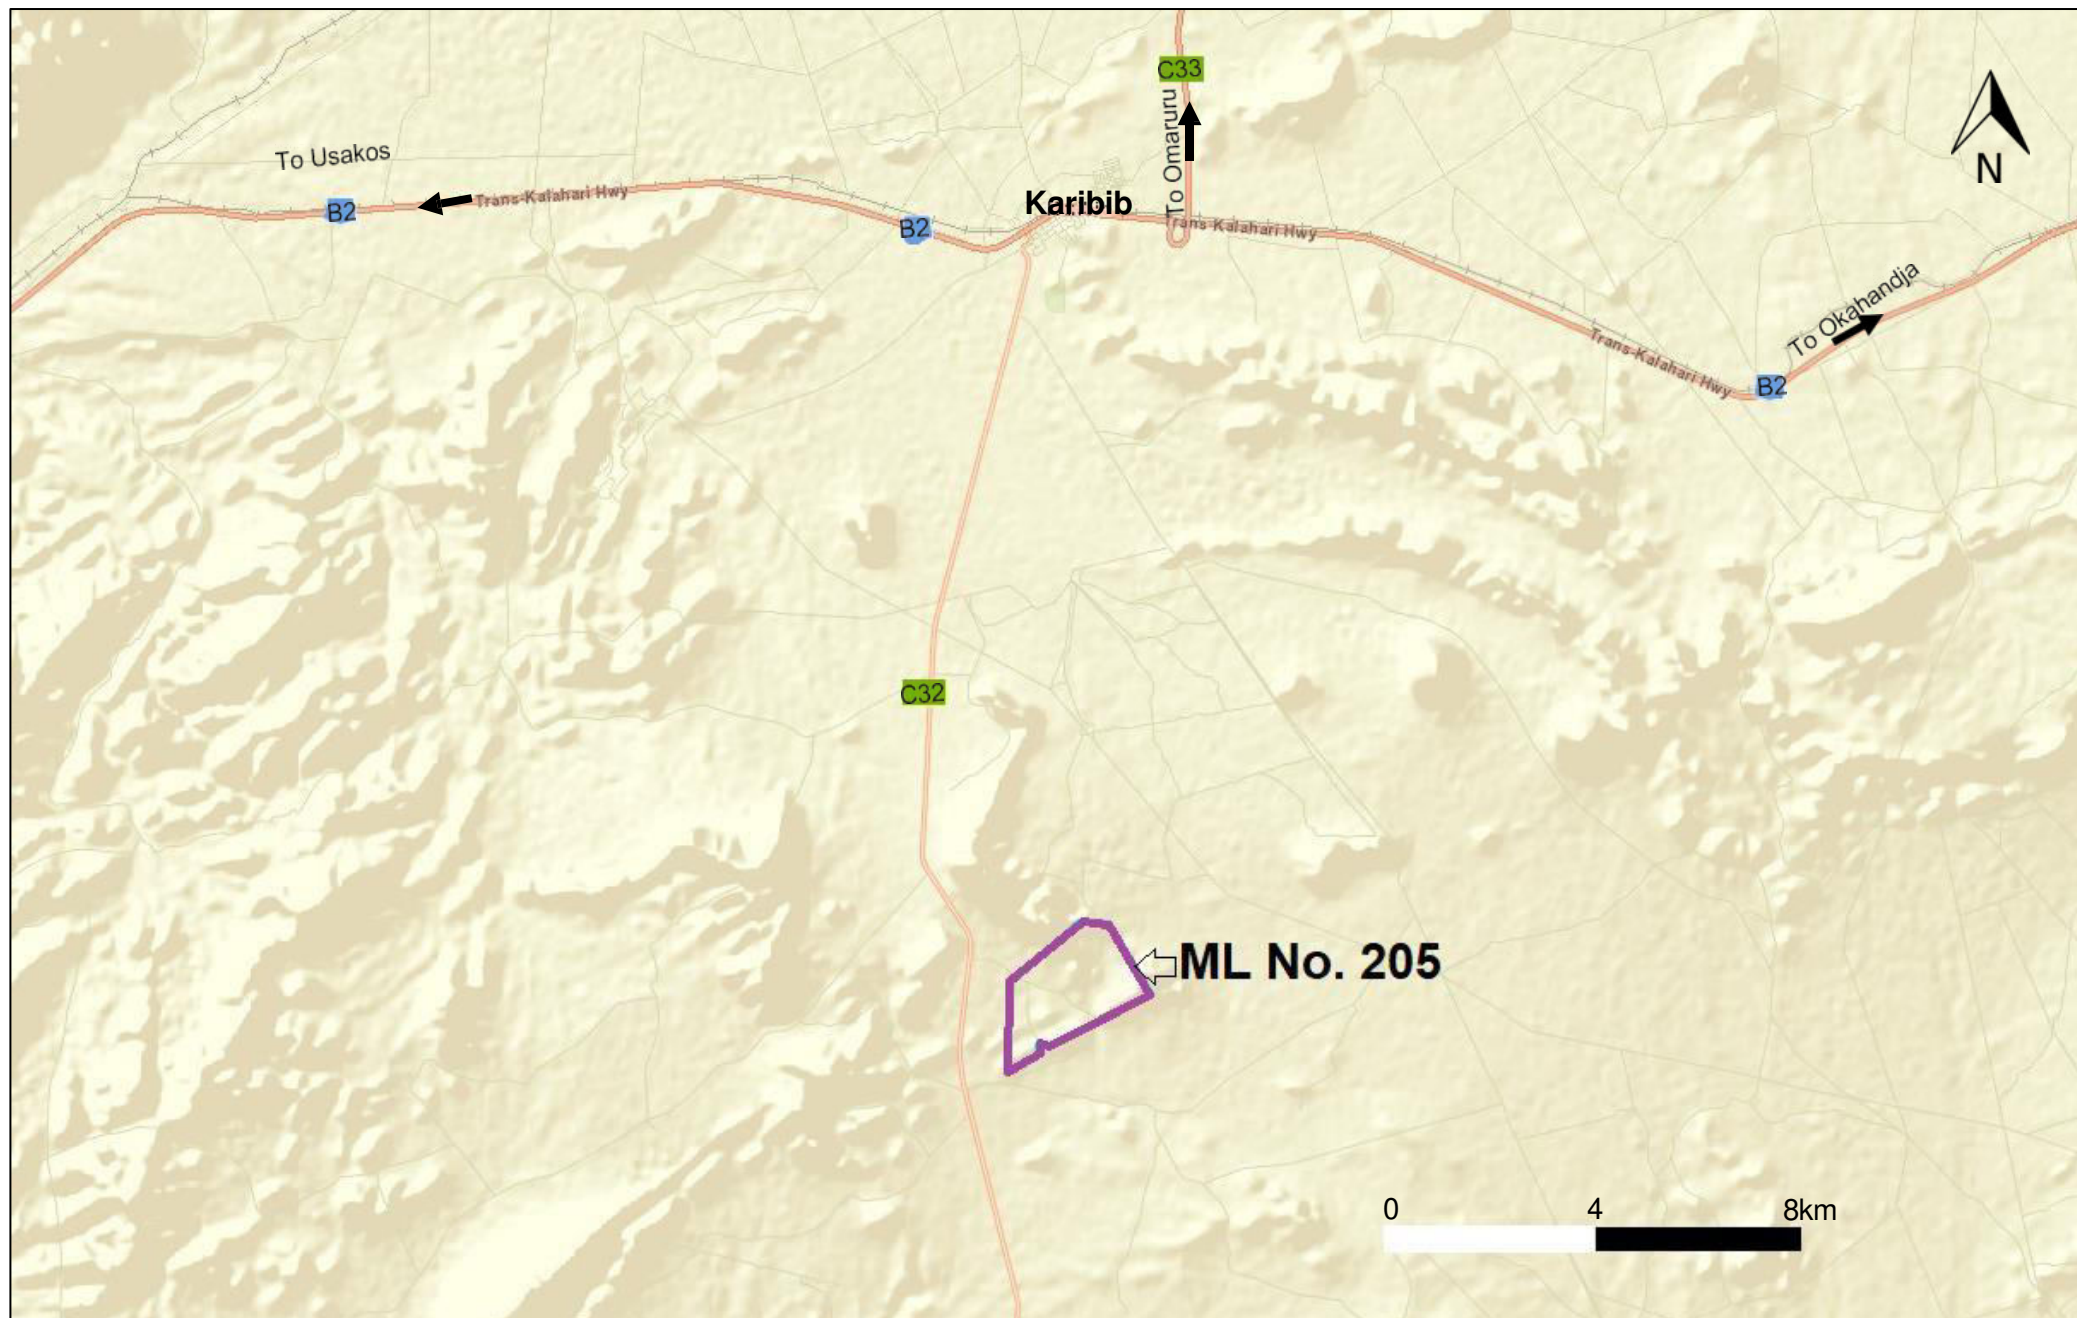 C33
To Omaruru
N
To Usakos
B2
Trans-Kalahari Hwy
B2
Karibib
Trans Kalahari Hwy
To Okahandja
Trans-Kalahari Hwy
B2
C32
ML No. 205
0 4 8km